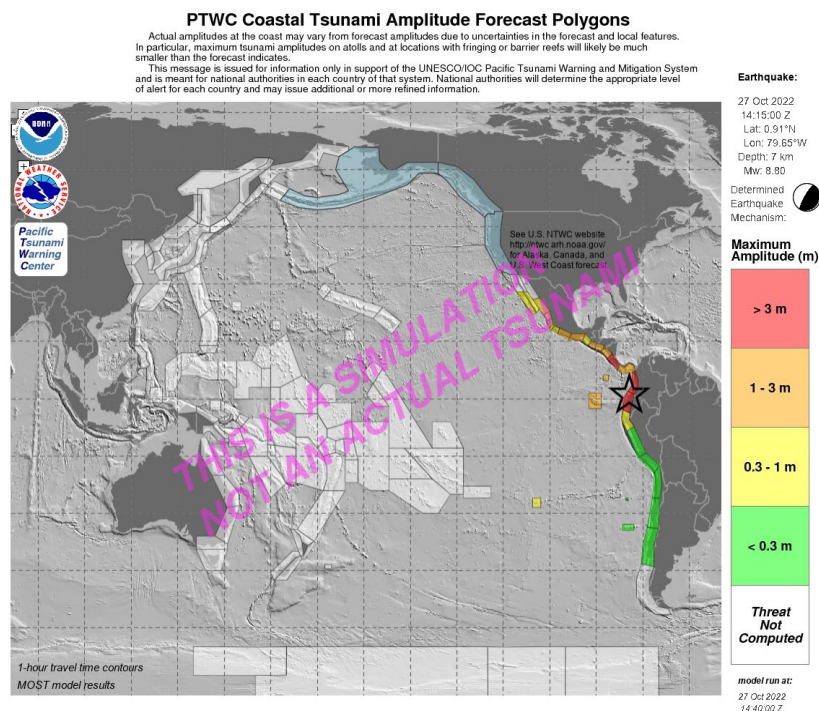 PTWC Coastal Tsunami Amplitude Forecast Polygons
Actual amplitudes at the coast may vary from forecast amplitudes due to uncertainties in the forecast and local features.
In particular, maximum tsunami amplitudes on atolls and at locations with fringing or barrier reefs will likely be much
smaller than the forecast indicates.
This message is issued for information only in support of the UNESCO/IOC Pacific Tsunami Warning and Mitigation System
and is meant for national authorities in each country of that system. National authorities will determine the appropriate level
of alert for each country and may issue additional or more refined information.
Earthquake:
27 Oct 2022
14:15:00 Z
Lat: 0.91°N
Lon: 79.65°W
Depth: 7 km
Mw: 8.80
Determined
Earthquake
Mechanism:
Maximum
Amplitude (m)
> 3 m
1 - 3 m
0.3 - 1 m
< 0.3 m
Threat
Not
Computed
model run at:
27 Oct 2022
14:40:00 Z
noaa
NATIONAL WEATHER SERVICE
Pacific
Tsunami
Warning
Center
See U.S. NTWC website
http://ntwc.arh.noaa.gov/
for Alaska, Canada, and
U.S. West Coast forecast
THIS IS A SIMULATION
NOT AN ACTUAL TSUNAMI
1-hour travel time contours
MOST model results